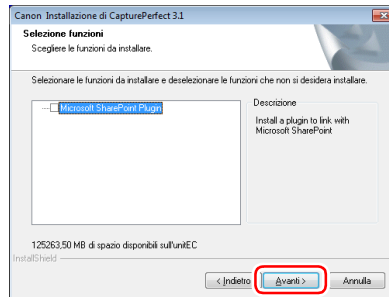 Canon Installazione di CapturePerfect 3.1
Selezione funzioni
Scegliere le funzioni da installare.
Selezionare le funzioni da installare e deselezionare le funzioni che non si desidera installare.
Microsoft SharePoint Plugin
Descrizione
Install a plugin to link with
Microsoft SharePoint
125263,50 MB di spazio disponibili sull'unitEC
InstallShield
< Indietro
Avanti >
Annulla